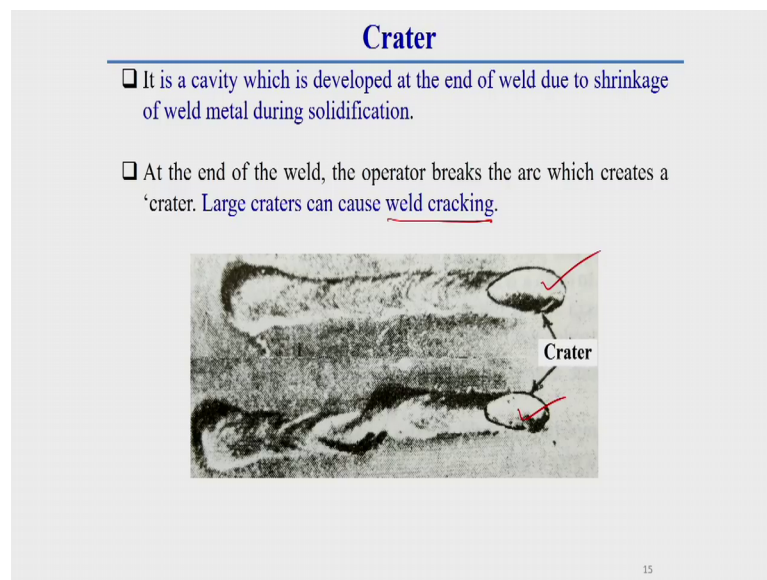 Crater
It is a cavity which is developed at the end of weld due to shrinkage
of weld metal during solidification.
At the end of the weld, the operator breaks the arc which creates a
‘crater. Large craters can cause weld cracking.
Crater
15